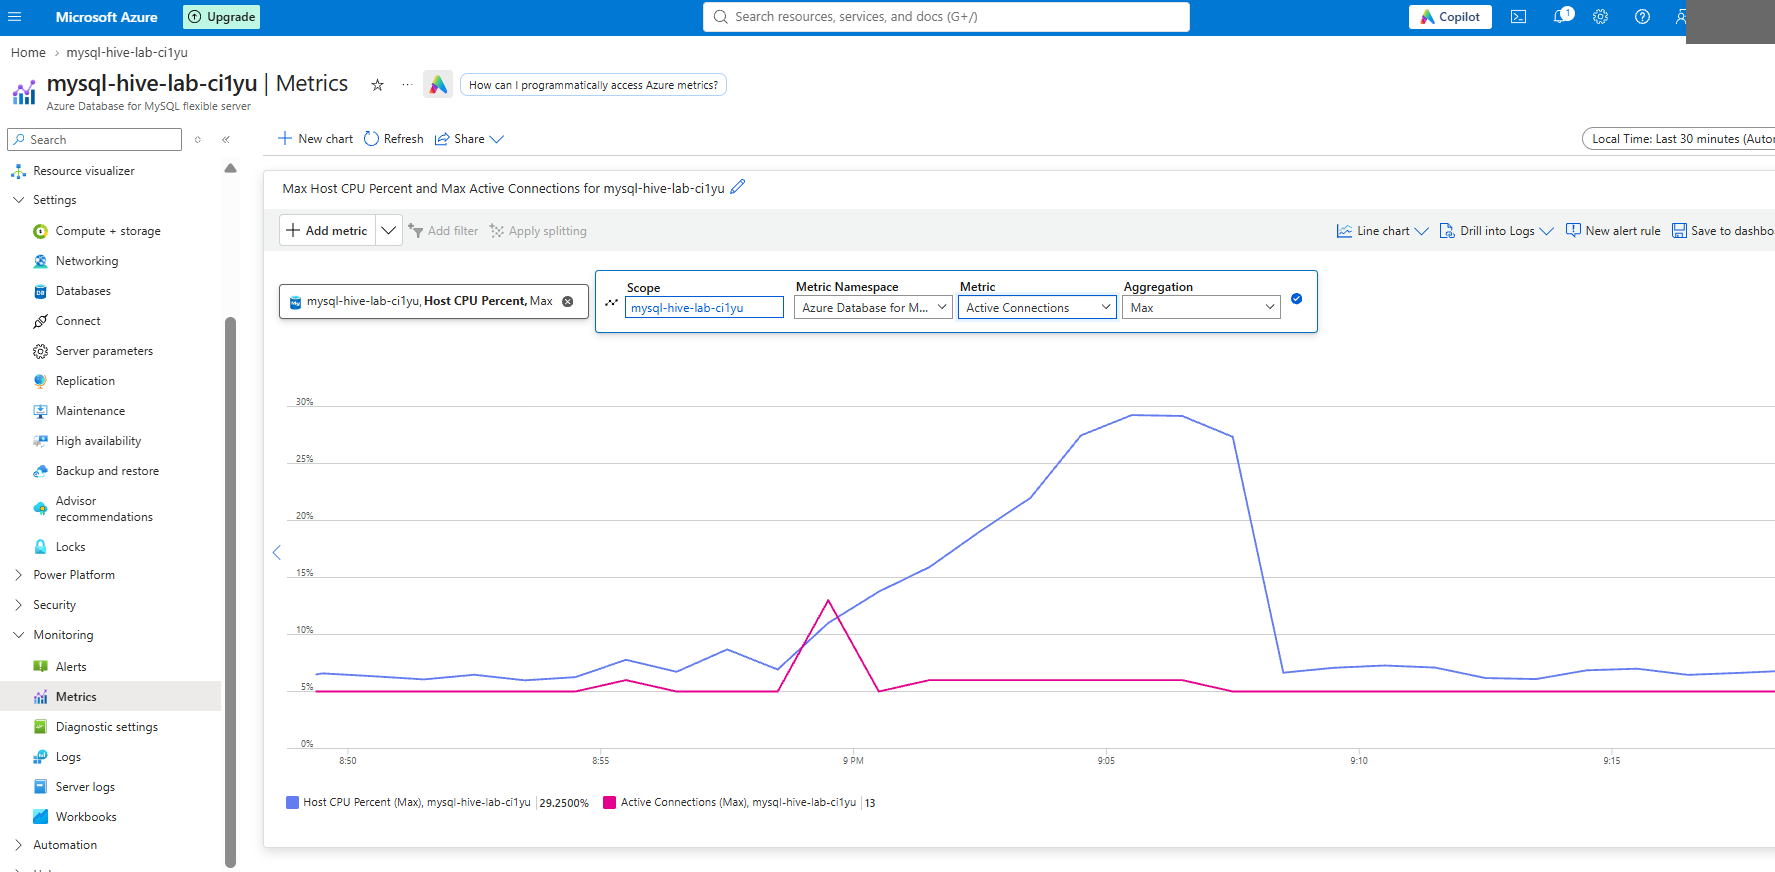 Microsoft Azure
Upgrade
Search resources, services, and docs (G+/)
Copilot
1
Home > mysql-hive-lab-ci1yu
mysql-hive-lab-ci1yu | Metrics
Azure Database for MySQL flexible server
How can I programmatically access Azure metrics?
Search
Resource visualizer
Settings
Compute + storage
Networking
Databases
Connect
Server parameters
Replication
Maintenance
High availability
Backup and restore
Advisor
recommendations
Locks
Power Platform
Security
Monitoring
Alerts
Metrics
Diagnostic settings
Logs
Server logs
Workbooks
Automation
New chart Refresh Share
Local Time: Last 30 minutes (Autor
Max Host CPU Percent and Max Active Connections for mysql-hive-lab-ci1yu
Add metric Add filter Apply splitting
Line chart Drill into Logs New alert rule Save to dashbo
mysql-hive-lab-ci1yu, Host CPU Percent, Max
Scope Metric Namespace Metric Aggregation
mysql-hive-lab-ci1yu Azure Database for M... Active Connections Max
30%
25%
20%
15%
10%
5%
0%
8:50 8:55 9 PM 9:05 9:10 9:15
Host CPU Percent (Max), mysql-hive-lab-ci1yu | 29.2500% Active Connections (Max), mysql-hive-lab-ci1yu | 13